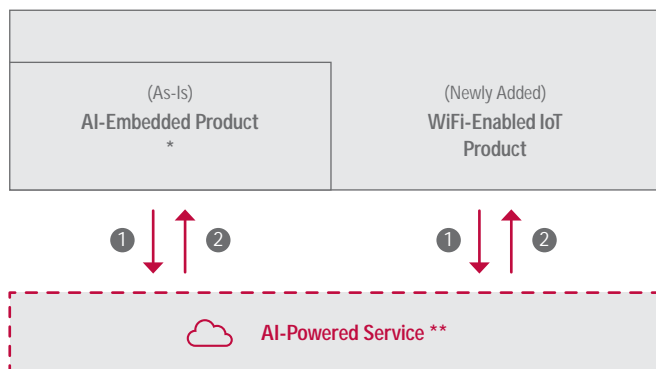 (As-Is)
AI-Embedded Product
*
(Newly Added)
WiFi-Enabled IoT
Product
1
2
1
2
AI-Powered Service **